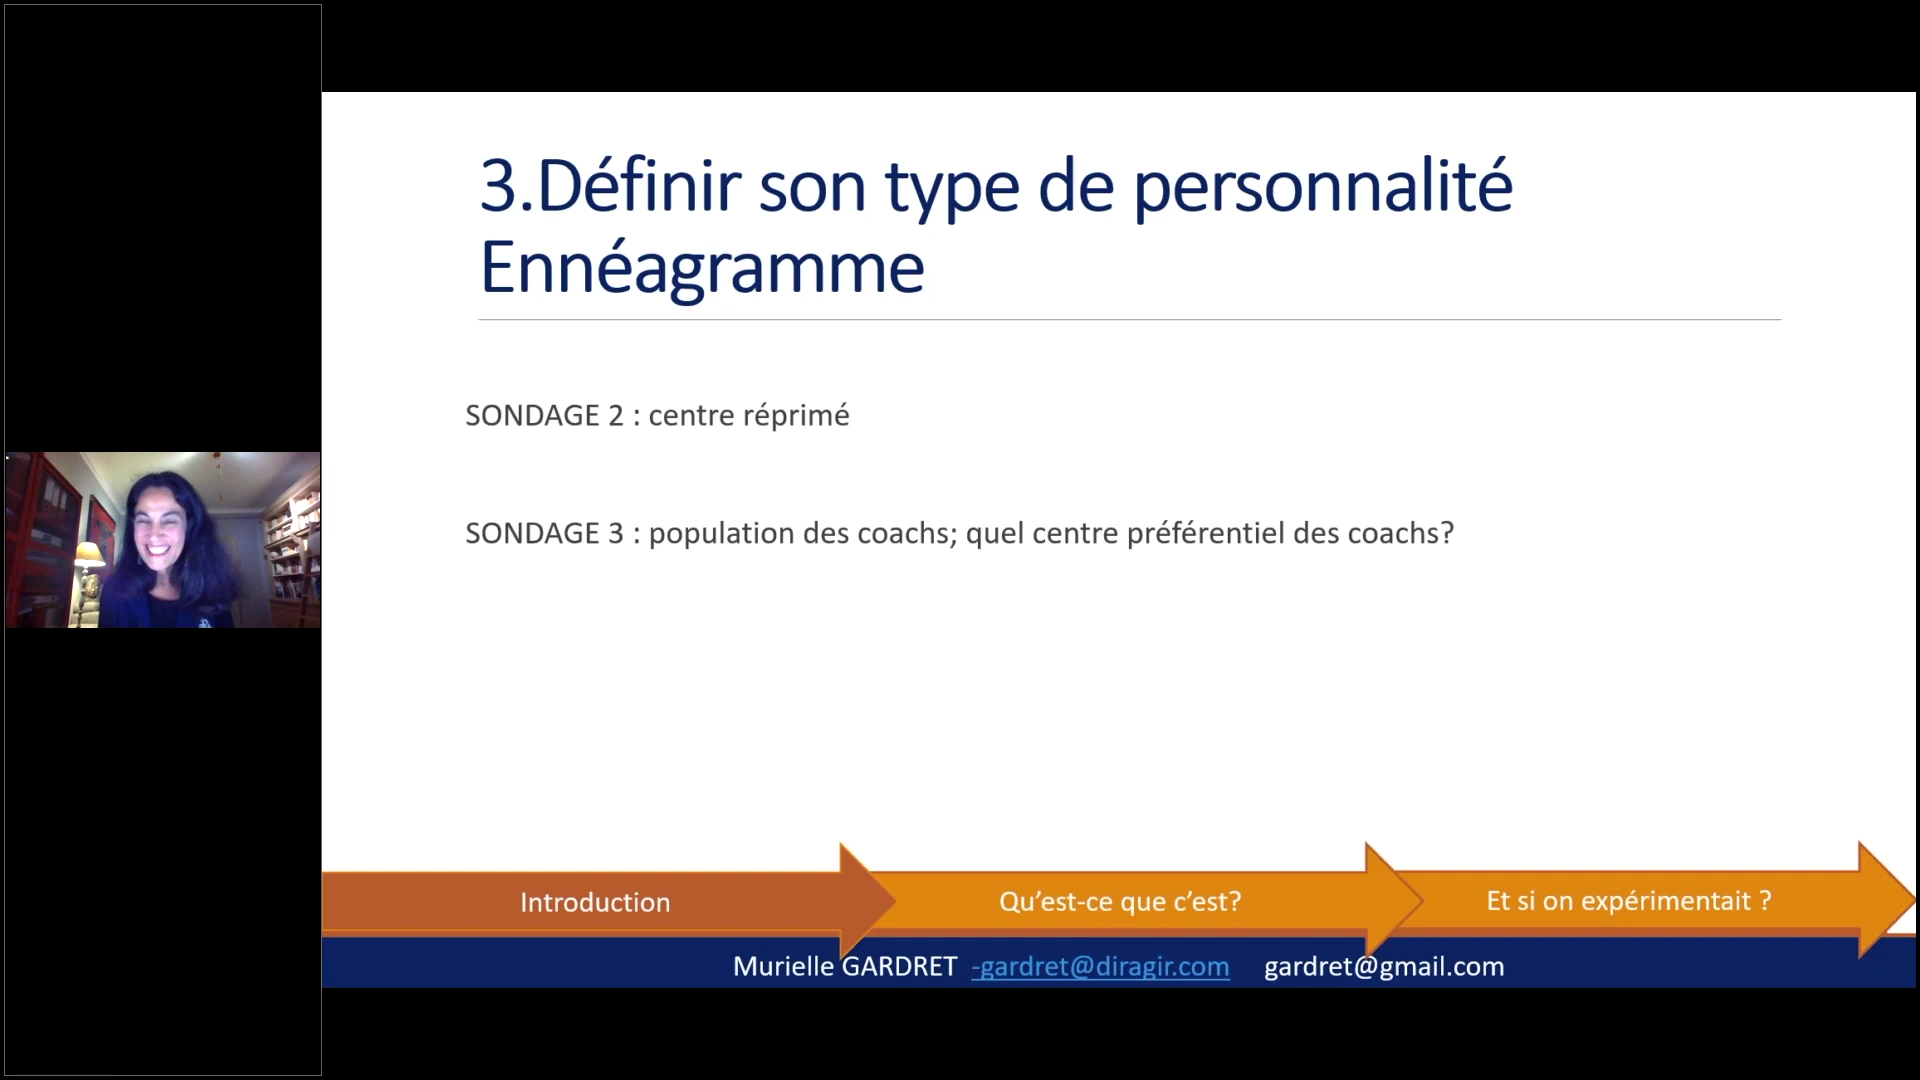 3.Définir son type de personnalité
Ennéagramme
SONDAGE 2 : centre réprimé
SONDAGE 3 : population des coachs; quel centre préférentiel des coachs?
Introduction
Qu’est-ce que c’est?
Et si on expérimentait ?
Murielle GARDRET -gardret@diragir.com gardret@gmail.com